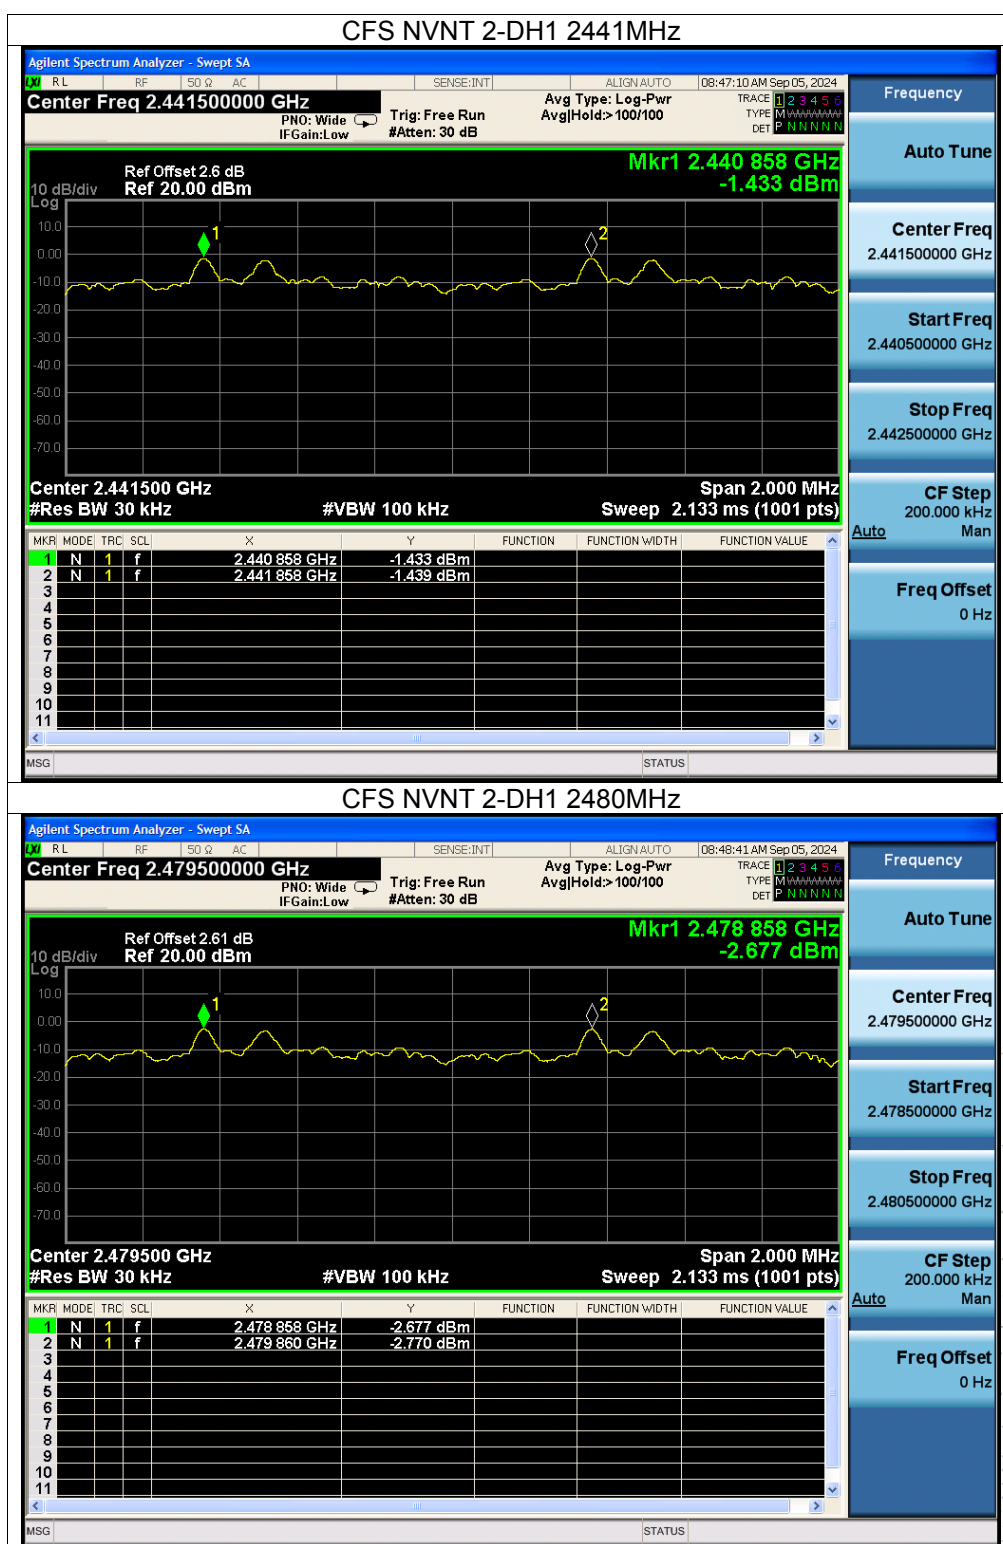 CFS NVNT 2-DH1 2441MHz
Agilent Spectrum Analyzer - Swept SA
LXI RL RF 50 Ω AC SENSE:INT ALIGN AUTO 08:47:10 AM Sep 05, 2024
Center Freq 2.441500000 GHz
PNO: Wide
IFGain:Low
Trig: Free Run
#Atten: 30 dB
Avg Type: Log-Pwr
Avg|Hold:>100/100
TRACE 1 2 3 4 5 6
TYPE M WWWWW
DET P N N N N N
Frequency
Auto Tune
Center Freq
2.441500000 GHz
Start Freq
2.440500000 GHz
Stop Freq
2.442500000 GHz
CF Step
200.000 kHz
Auto Man
Freq Offset
0 Hz
Mkr1 2.440 858 GHz
-1.433 dBm
Ref Offset 2.6 dB
10 dB/div Ref 20.00 dBm
Log
10.0
0.00
-10.0
-20.0
-30.0
-40.0
-50.0
-60.0
-70.0
1
2
Center 2.441500 GHz Span 2.000 MHz
#Res BW 30 kHz #VBW 100 kHz Sweep 2.133 ms (1001 pts)
MKR MODE TRC SCL X Y FUNCTION FUNCTION WIDTH FUNCTION VALUE
1 N 1 f 2.440 858 GHz -1.433 dBm
2 N 1 f 2.441 858 GHz -1.439 dBm
3
4
5
6
7
8
9
10
11
MSG STATUS
CFS NVNT 2-DH1 2480MHz
Agilent Spectrum Analyzer - Swept SA
LXI RL RF 50 Ω AC SENSE:INT ALIGN AUTO 08:48:41 AM Sep 05, 2024
Center Freq 2.479500000 GHz
PNO: Wide
IFGain:Low
Trig: Free Run
#Atten: 30 dB
Avg Type: Log-Pwr
Avg|Hold:>100/100
TRACE 1 2 3 4 5 6
TYPE M WWWWW
DET P N N N N N
Frequency
Auto Tune
Center Freq
2.479500000 GHz
Start Freq
2.478500000 GHz
Stop Freq
2.480500000 GHz
CF Step
200.000 kHz
Auto Man
Freq Offset
0 Hz
Mkr1 2.478 858 GHz
-2.677 dBm
Ref Offset 2.61 dB
10 dB/div Ref 20.00 dBm
Log
10.0
0.00
-10.0
-20.0
-30.0
-40.0
-50.0
-60.0
-70.0
1
2
Center 2.479500 GHz Span 2.000 MHz
#Res BW 30 kHz #VBW 100 kHz Sweep 2.133 ms (1001 pts)
MKR MODE TRC SCL X Y FUNCTION FUNCTION WIDTH FUNCTION VALUE
1 N 1 f 2.478 858 GHz -2.677 dBm
2 N 1 f 2.479 860 GHz -2.770 dBm
3
4
5
6
7
8
9
10
11
MSG STATUS